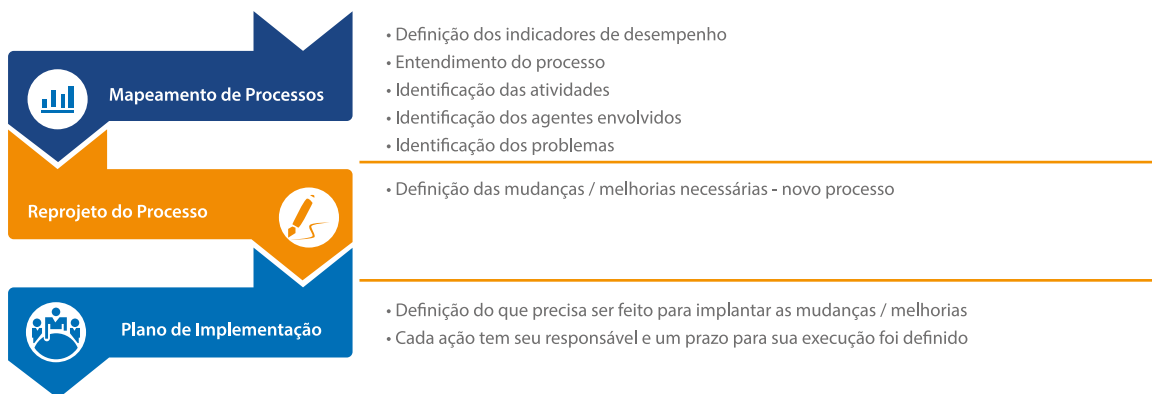 Mapeamento de Processos
• Definição dos indicadores de desempenho
• Entendimento do processo
• Identificação das atividades
• Identificação dos agentes envolvidos
• Identificação dos problemas
Reprojeto do Processo
• Definição das mudanças / melhorias necessárias - novo processo
Plano de Implementação
• Definição do que precisa ser feito para implantar as mudanças / melhorias
• Cada ação tem seu responsável e um prazo para sua execução foi definido